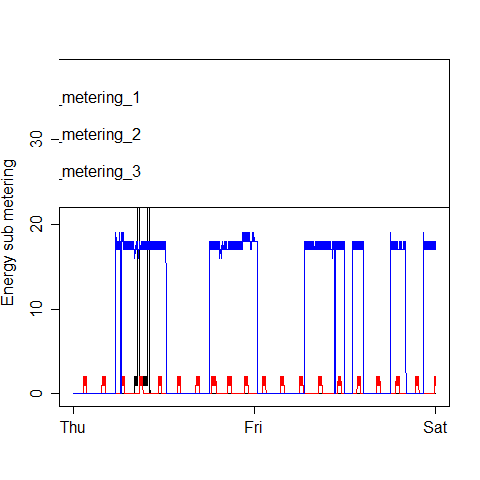 _metering_1
_metering_2
_metering_3
Energy sub metering
30
20
10
0
Thu
Fri
Sat